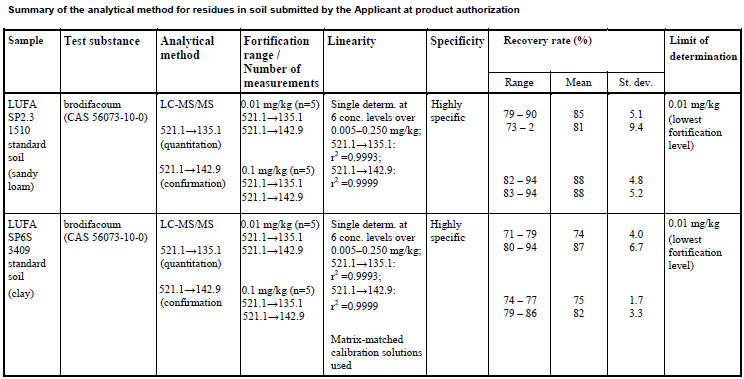 Summary of the analytical method for residues in soil submitted by the Applicant at product authorization
Sample Test substance Analytical method Fortification range / Number of measurements Linearity Specificity Recovery rate (%) Limit of determination
Range Mean St. dev.
LUFA SP2.3 1510 standard soil (sandy loam)
brodifacoum (CAS 56073-10-0)
LC-MS/MS
521.1→135.1 (quantitation)
521.1→142.9 (confirmation)
0.01 mg/kg (n=5)
521.1→135.1
521.1→142.9
0.1 mg/kg (n=5)
521.1→135.1
521.1→142.9
Single determ. at
6 conc. levels over
0.005–0.250 mg/kg;
521.1→135.1:
r² =0.9993;
521.1→142.9:
r² =0.9999
Highly specific
79 – 90 85 5.1
73 – 2 81 9.4
82 – 94 88 4.8
83 – 94 88 5.2
0.01 mg/kg
(lowest fortification level)
LUFA SP6S 3409 standard soil (clay)
brodifacoum (CAS 56073-10-0)
LC-MS/MS
521.1→135.1 (quantitation)
521.1→142.9 (confirmation
0.01 mg/kg (n=5)
521.1→135.1
521.1→142.9
0.1 mg/kg (n=5)
521.1→135.1
521.1→142.9
Single determ. at
6 conc. levels over
0.005–0.250 mg/kg;
521.1→135.1:
r² =0.9993;
521.1→142.9:
r² =0.9999
Matrix-matched
calibration solutions
used
Highly specific
71 – 79 74 4.0
80 – 94 87 6.7
74 – 77 75 1.7
79 – 86 82 3.3
0.01 mg/kg
(lowest fortification level)